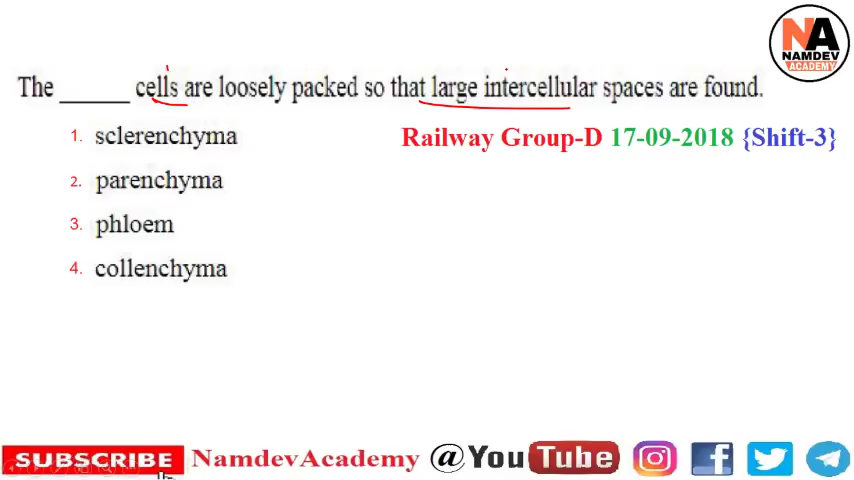 NA
NAMDEV
ACADEMY
The ______ cells are loosely packed so that large intercellular spaces are found.
1. sclerenchyma
Railway Group-D 17-09-2018 {Shift-3}
2. parenchyma
3. phloem
4. collenchyma
SUBSCRIBE NamdevAcademy @YouTube